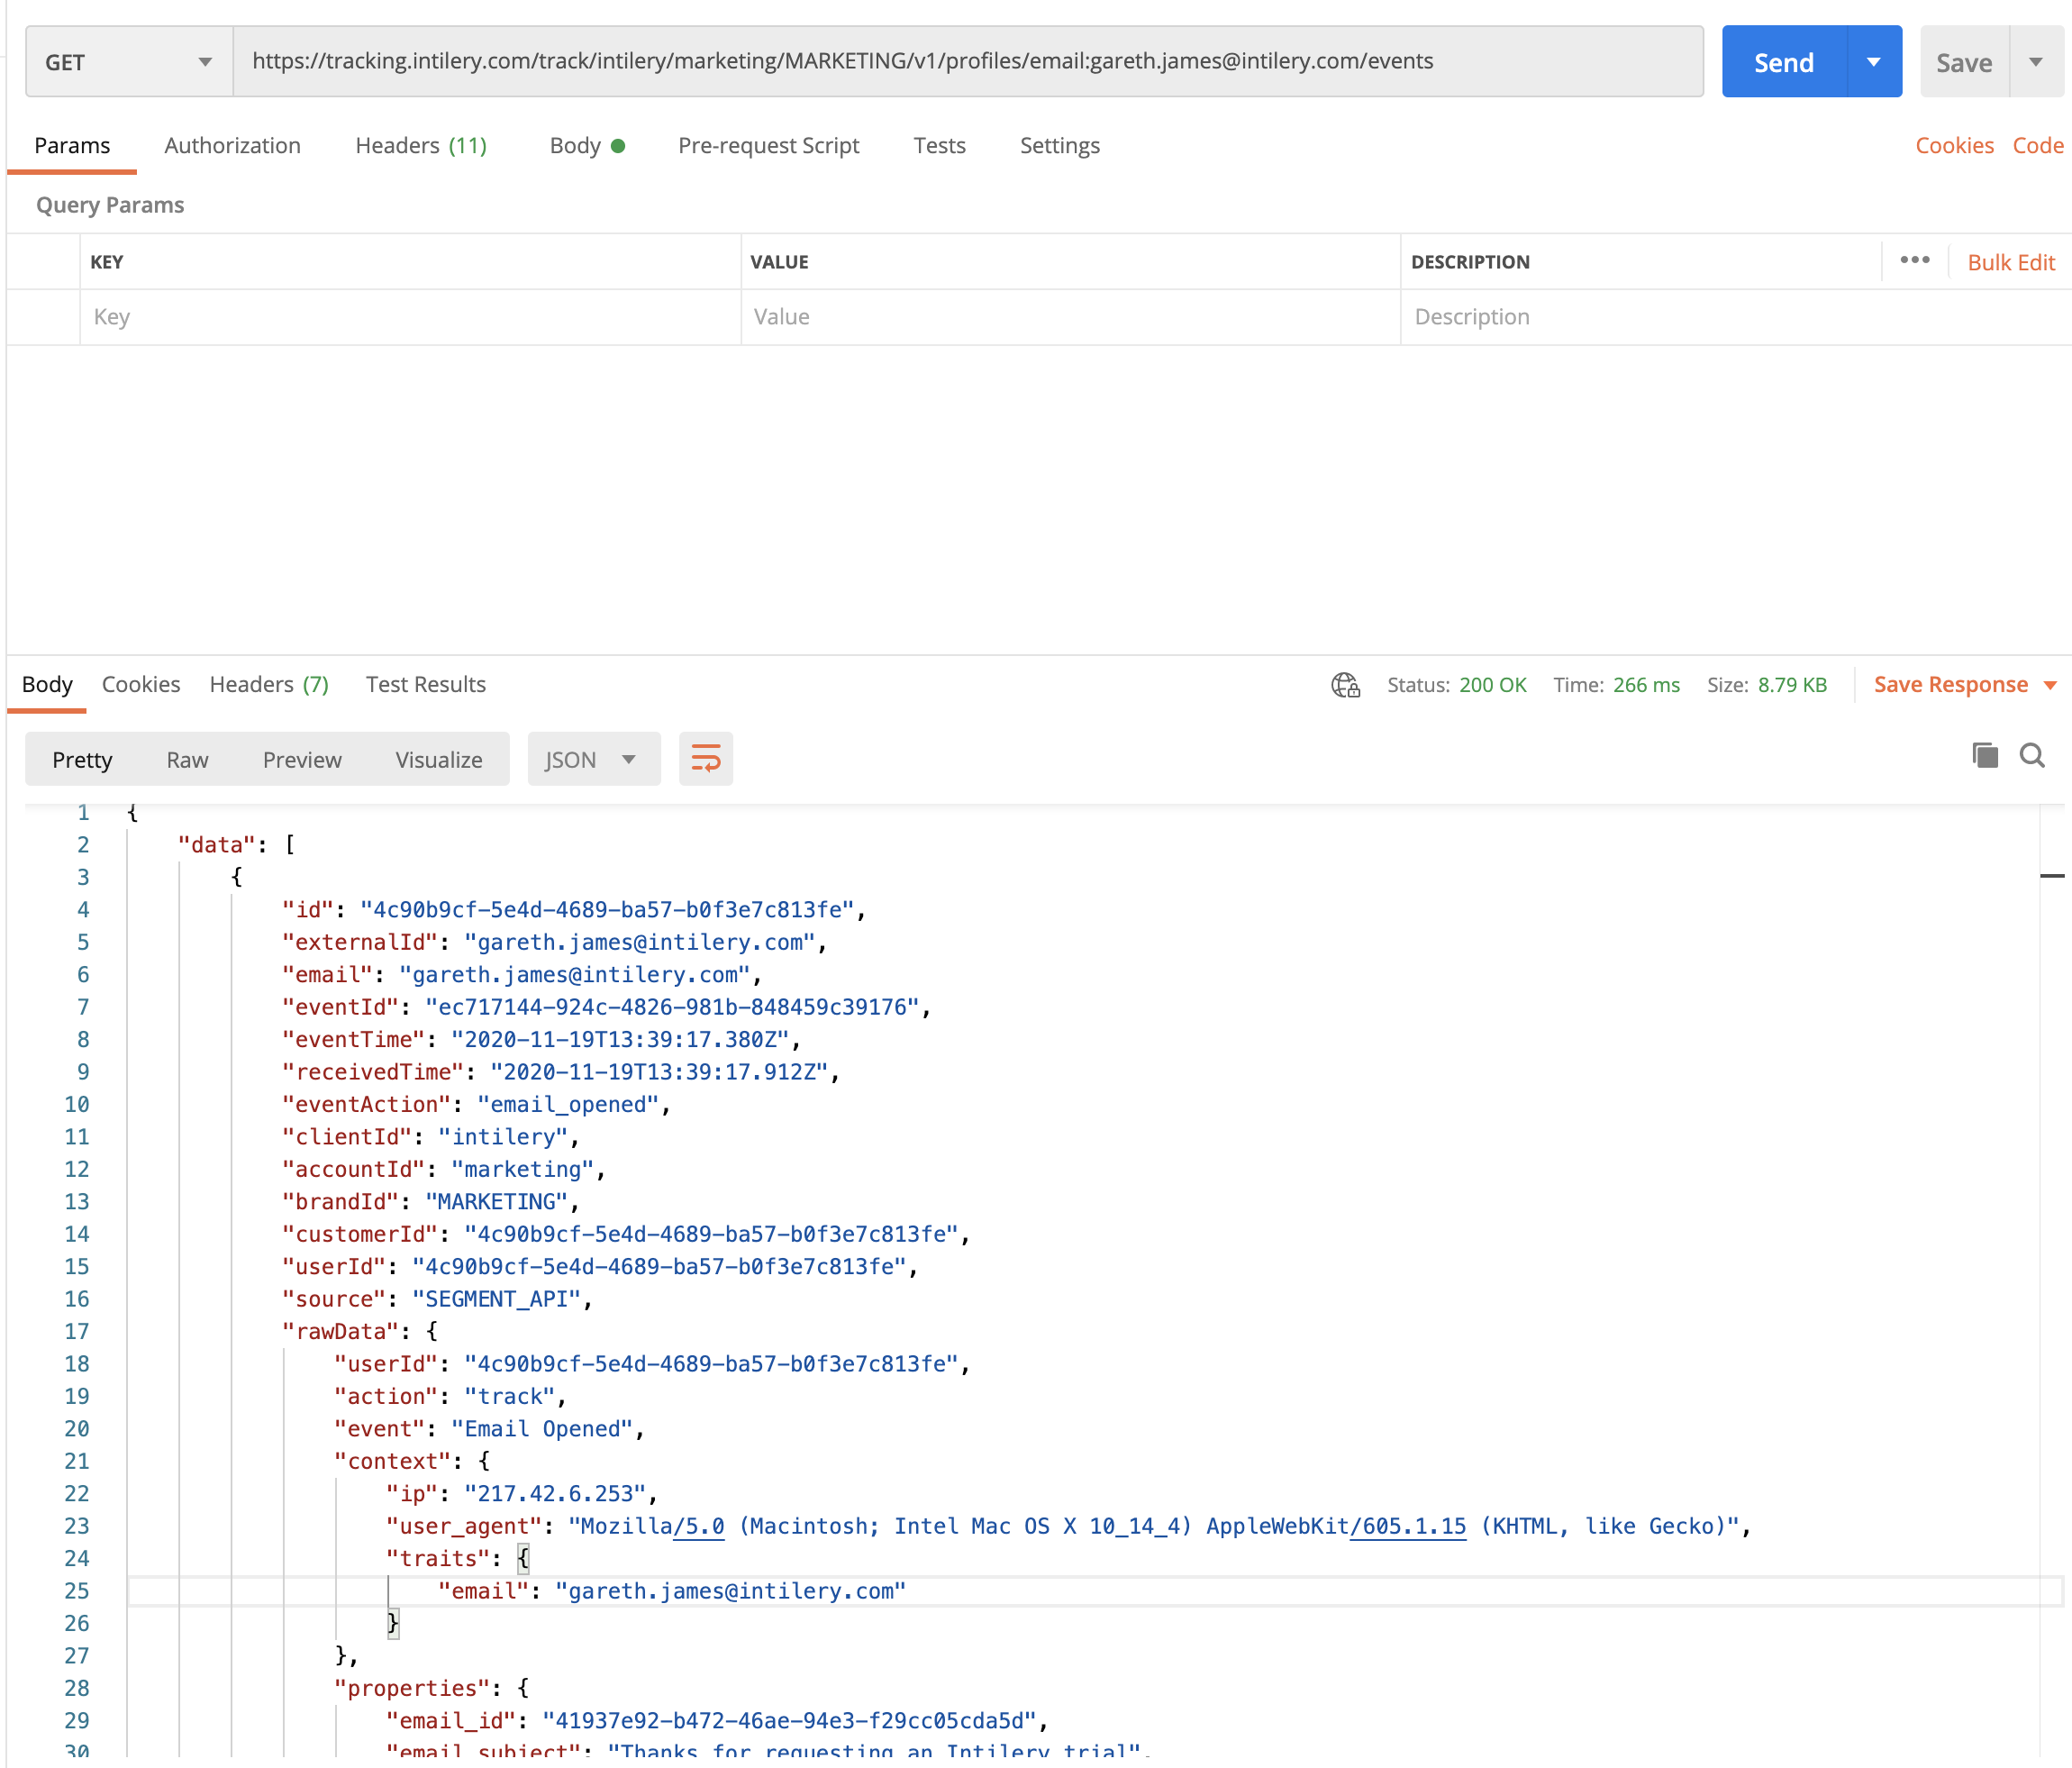 GET https://tracking.intilery.com/track/intilery/marketing/MARKETING/v1/profiles/email:gareth.james@intilery.com/events Send Save
Params Authorization Headers (11) Body Pre-request Script Tests Settings Cookies Code
Query Params
KEY VALUE DESCRIPTION ••• Bulk Edit
Key Value Description
Body Cookies Headers (7) Test Results Status: 200 OK Time: 266 ms Size: 8.79 KB Save Response
Pretty Raw Preview Visualize JSON
1 {
2 "data": [
3 {
4 "id": "4c90b9cf-5e4d-4689-ba57-b0f3e7c813fe",
5 "externalId": "gareth.james@intilery.com",
6 "email": "gareth.james@intilery.com",
7 "eventId": "ec717144-924c-4826-981b-848459c39176",
8 "eventTime": "2020-11-19T13:39:17.380Z",
9 "receivedTime": "2020-11-19T13:39:17.912Z",
10 "eventAction": "email_opened",
11 "clientId": "intilery",
12 "accountId": "marketing",
13 "brandId": "MARKETING",
14 "customerId": "4c90b9cf-5e4d-4689-ba57-b0f3e7c813fe",
15 "userId": "4c90b9cf-5e4d-4689-ba57-b0f3e7c813fe",
16 "source": "SEGMENT_API",
17 "rawData": {
18 "userId": "4c90b9cf-5e4d-4689-ba57-b0f3e7c813fe",
19 "action": "track",
20 "event": "Email Opened",
21 "context": {
22 "ip": "217.42.6.253",
23 "user_agent": "Mozilla/5.0 (Macintosh; Intel Mac OS X 10_14_4) AppleWebKit/605.1.15 (KHTML, like Gecko)",
24 "traits": {
25 "email": "gareth.james@intilery.com"
26 }
27 },
28 "properties": {
29 "email_id": "41937e92-b472-46ae-94e3-f29cc05cda5d",
30 "email_subject": "Thanks for requesting an Intilery trial",